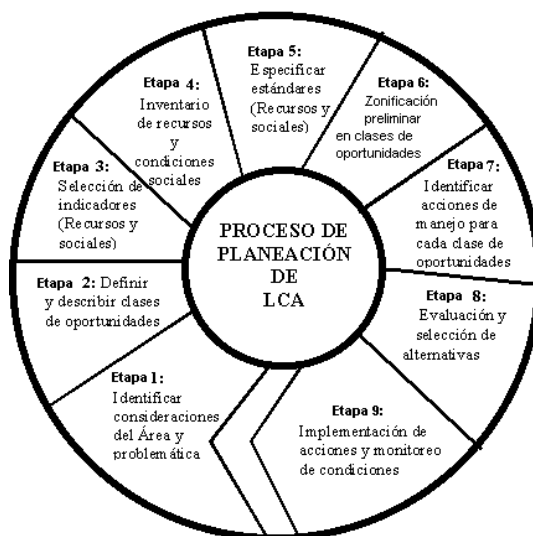 PROCESO DE
PLANEACIÓN
DE
LCA
Etapa 1:
Identificar
consideraciones
del Área y
problemática
Etapa 2: Definir
y describir clases
de oportunidades
Etapa 3:
Selección de
indicadores
(Recursos y
sociales)
Etapa 4:
Inventario
de recursos
y
condiciones
sociales
Etapa 5:
Especificar
estándares
(Recursos y
sociales)
Etapa 6:
Zonificación
preliminar
en clases de
oportunidades
Etapa 7:
Identificar
acciones de
manejo para
cada clase de
oportunidades
Etapa 8:
Evaluación y
selección de
alternativas
Etapa 9:
Implementación de
acciones y monitoreo
de condiciones